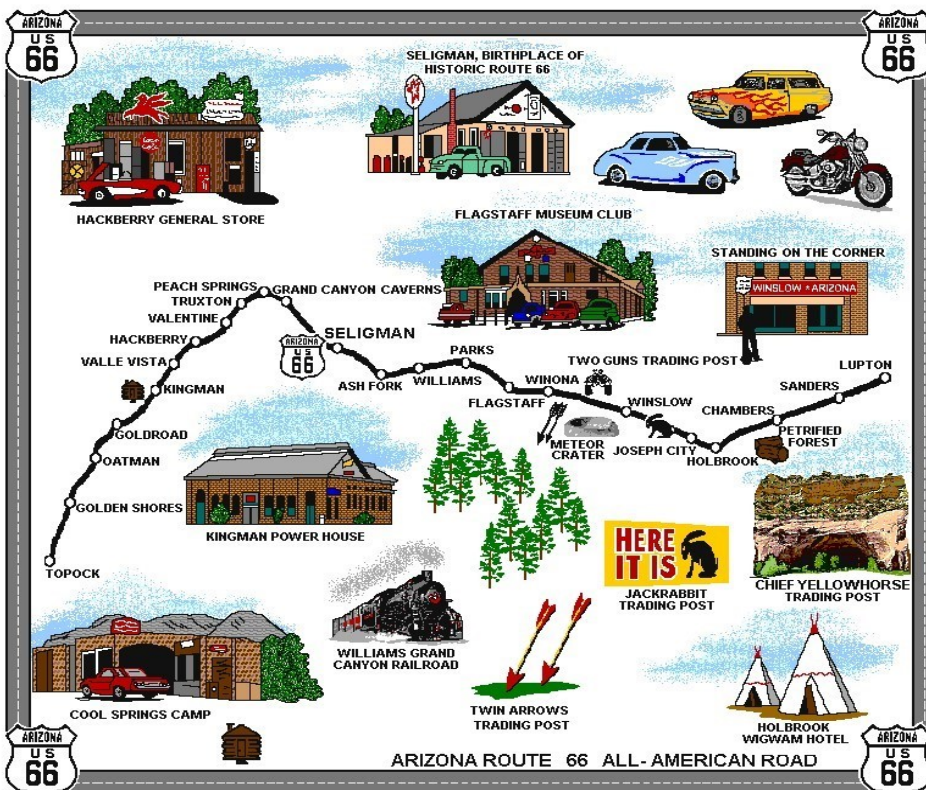 ARIZONA
US
66
ARIZONA
US
66
SELIGMAN, BIRTHPLACE OF
HISTORIC ROUTE 66
HACKBERRY GENERAL STORE
FLAGSTAFF MUSEUM CLUB
STANDING ON THE CORNER
WINSLOW ★ ARIZONA
PEACH SPRINGS
GRAND CANYON CAVERNS
TRUXTON
VALENTINE
HACKBERRY
VALLE VISTA
KINGMAN
GOLDROAD
OATMAN
GOLDEN SHORES
TOPOCK
ARIZONA
US
66
SELIGMAN
ASH FORK
WILLIAMS
PARKS
FLAGSTAFF
WINONA
TWO GUNS TRADING POST
METEOR
CRATER
WINSLOW
JOSEPH CITY
HOLBROOK
CHAMBERS
PETRIFIED
FOREST
SANDERS
LUPTON
KINGMAN POWER HOUSE
HERE
IT IS
JACKRABBIT
TRADING POST
CHIEF YELLOWHORSE
TRADING POST
WILLIAMS GRAND
CANYON RAILROAD
COOL SPRINGS CAMP
TWIN ARROWS
TRADING POST
HOLBROOK
WIGWAM HOTEL
ARIZONA
US
66
ARIZONA ROUTE 66 ALL-AMERICAN ROAD
ARIZONA
US
66